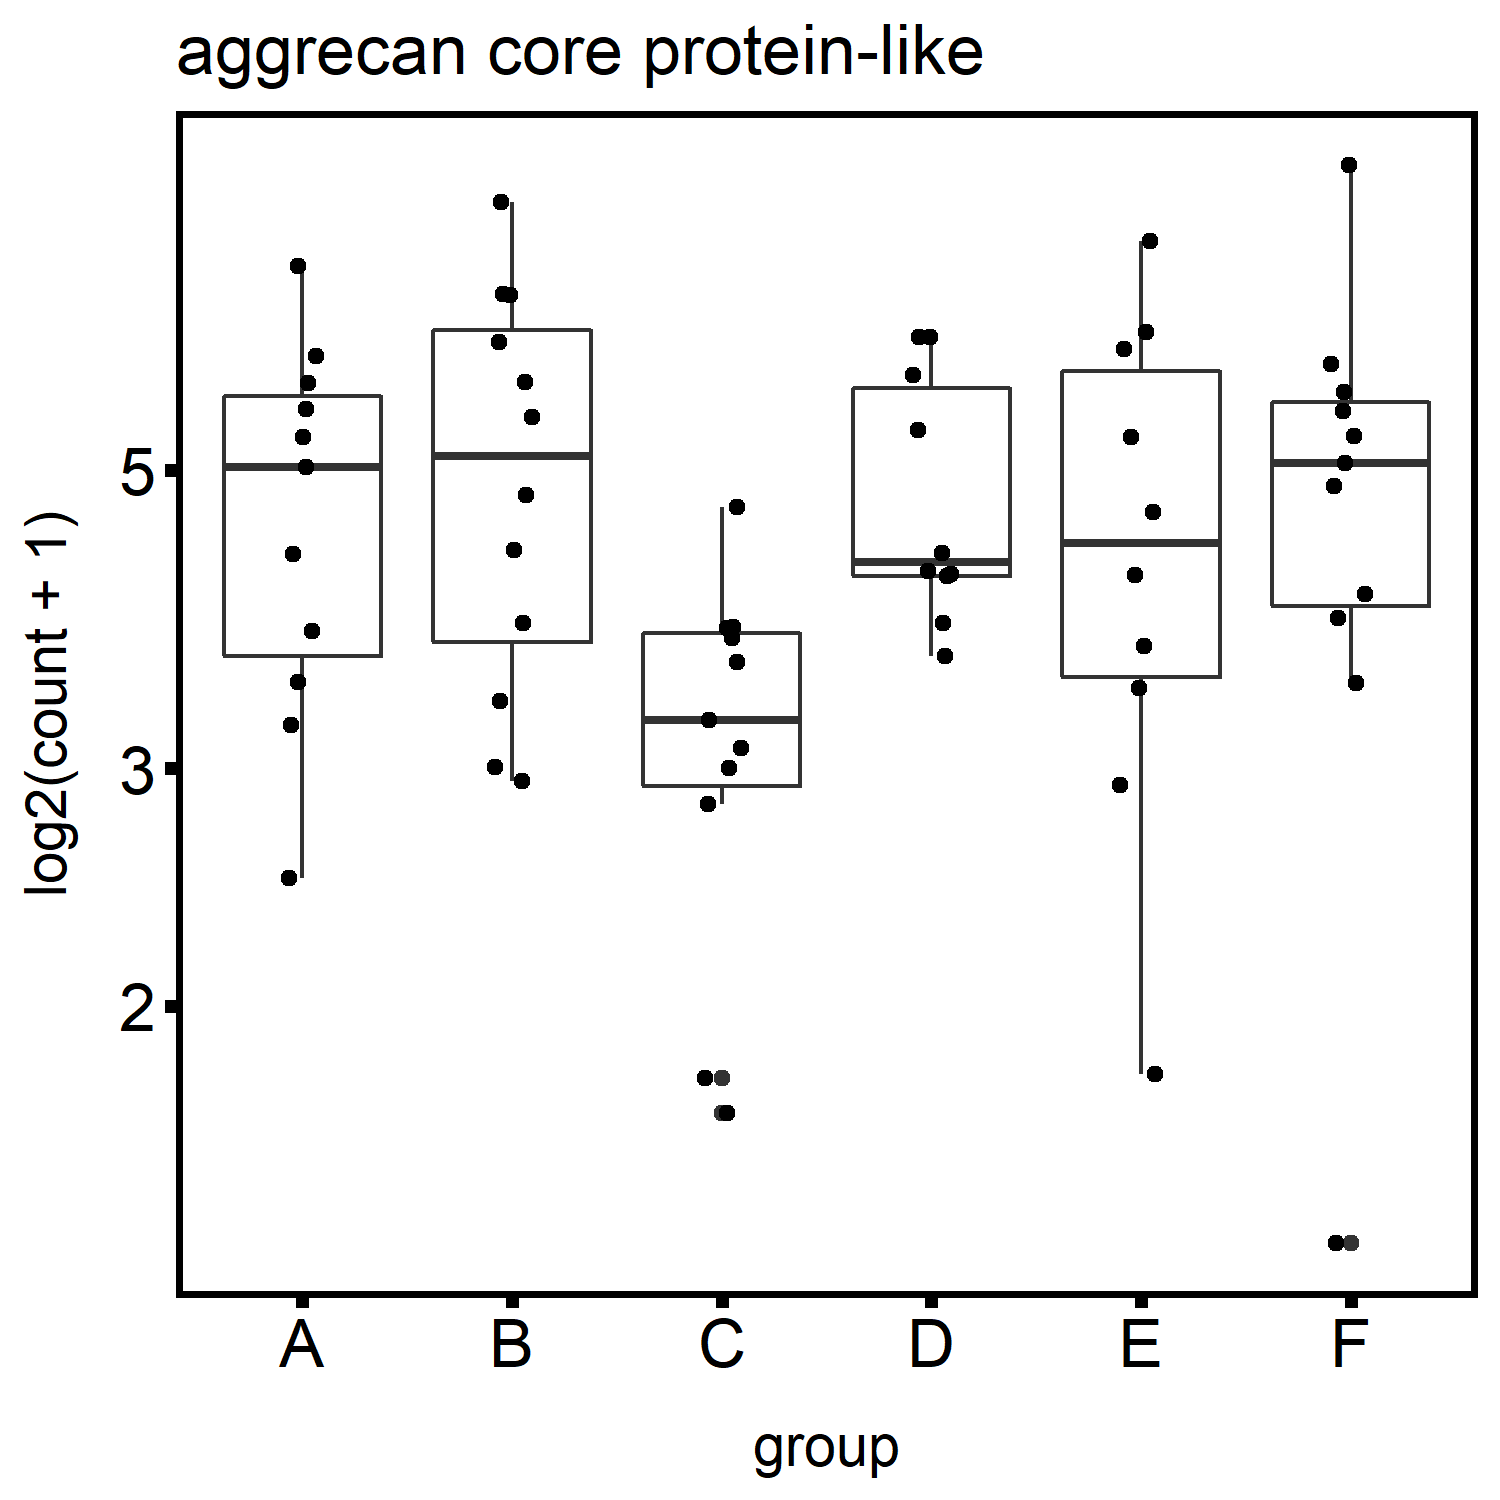 aggrecan core protein-like
log2(count + 1)
5
3
2
A B C D E F
group